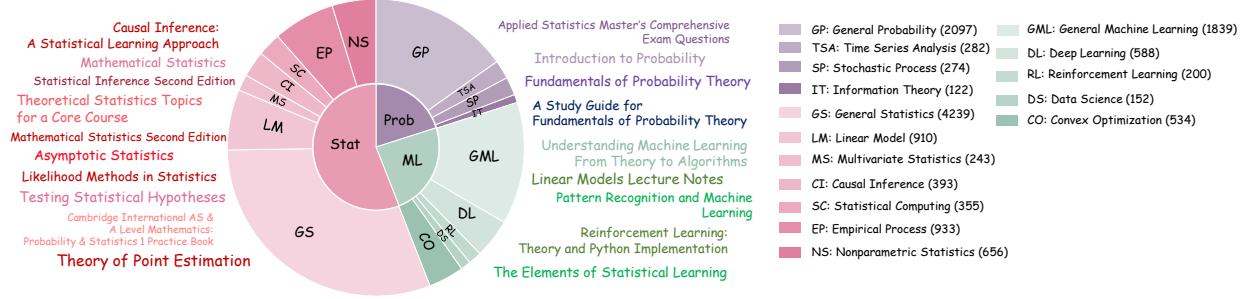 Causal Inference:
A Statistical Learning Approach
Mathematical Statistics
Statistical Inference Second Edition
Theoretical Statistics Topics
for a Core Course
Mathematical Statistics Second Edition
Asymptotic Statistics
Likelihood Methods in Statistics
Testing Statistical Hypotheses
Cambridge International AS &
A Level Mathematics:
Probability & Statistics 1 Practice Book
Theory of Point Estimation
NS
EP
SC
CI
MS
LM
GS
Stat
Prob
ML
GP
TSA
SP
IT
GML
DL
RL
DS
CO
Applied Statistics Master's Comprehensive
Exam Questions
Introduction to Probability
Fundamentals of Probability Theory
A Study Guide for
Fundamentals of Probability Theory
Understanding Machine Learning
From Theory to Algorithms
Linear Models Lecture Notes
Pattern Recognition and Machine
Learning
Reinforcement Learning:
Theory and Python Implementation
The Elements of Statistical Learning
GP: General Probability (2097)
TSA: Time Series Analysis (282)
SP: Stochastic Process (274)
IT: Information Theory (122)
GS: General Statistics (4239)
LM: Linear Model (910)
MS: Multivariate Statistics (243)
CI: Causal Inference (393)
SC: Statistical Computing (355)
EP: Empirical Process (933)
NS: Nonparametric Statistics (656)
GML: General Machine Learning (1839)
DL: Deep Learning (588)
RL: Reinforcement Learning (200)
DS: Data Science (152)
CO: Convex Optimization (534)